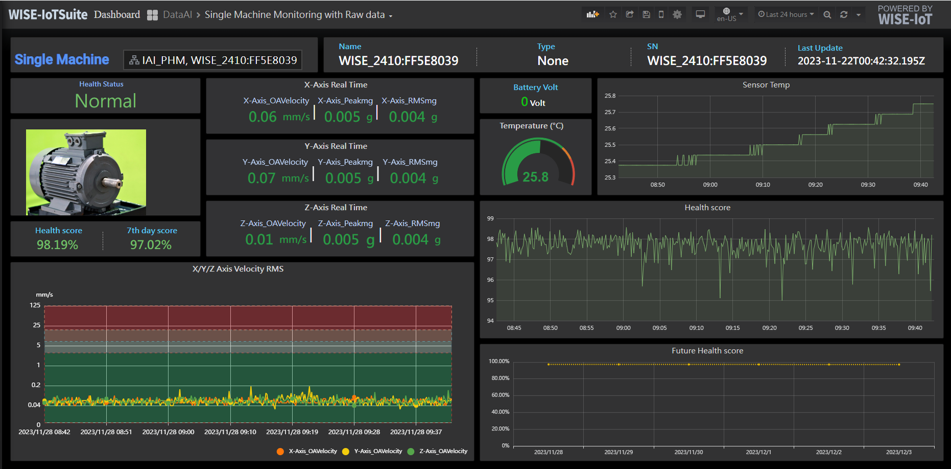 WISE-IoTSuite Dashboard DataAI > Single Machine Monitoring with Raw data
en-US
Last 24 hours
POWERED BY
WISE-IoT
Single Machine
IAI_PHM, WISE_2410:FF5E8039
Name
WISE_2410:FF5E8039
Type
None
SN
WISE_2410:FF5E8039
Last Update
2023-11-22T00:42:32.195Z
Health Status
Normal
X-Axis Real Time
X-Axis_OAVelocity X-Axis_Peakmg X-Axis_RMSmg
0.06 mm/s 0.005 g 0.004 g
Y-Axis Real Time
Y-Axis_OAVelocity Y-Axis_Peakmg Y-Axis_RMSmg
0.07 mm/s 0.005 g 0.004 g
Z-Axis Real Time
Z-Axis_OAVelocity Z-Axis_Peakmg Z-Axis_RMSmg
0.01 mm/s 0.005 g 0.004 g
Battery Volt
0 Volt
Temperature (°C)
25.8
Sensor Temp
25.8
25.6
25.5
25.4
25.3
08:50 09:00 09:10 09:20 09:30 09:40
Health score
98.19%
7th day score
97.02%
Health score
99
98
97
96
95
94
08:45 08:50 08:55 09:00 09:05 09:10 09:15 09:20 09:25 09:30 09:35 09:40
X/Y/Z Axis Velocity RMS
mm/s
125
25
5
1
0.2
0.04
0
2023/11/28 08:42 2023/11/28 08:51 2023/11/28 09:00 2023/11/28 09:10 2023/11/28 09:19 2023/11/28 09:28 2023/11/28 09:37
X-Axis_OAVelocity Y-Axis_OAVelocity Z-Axis_OAVelocity
Future Health score
100.00%
80.00%
60.00%
40.00%
20.00%
0%
2023/11/28 2023/11/29 2023/11/30 2023/12/1 2023/12/2 2023/12/3